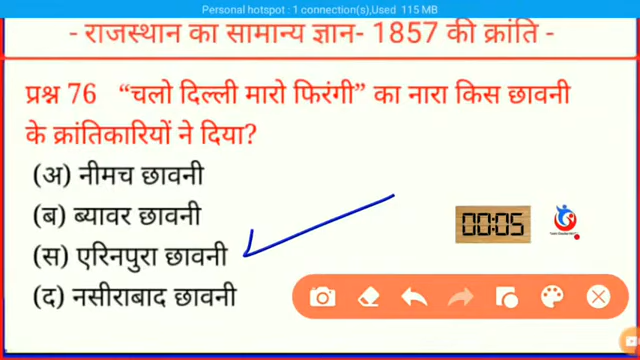 Personal hotspot : 1 connection(s),Used 115 MB
- राजस्थान का सामान्य ज्ञान- 1857 की क्रांति -
प्रश्न 76 “चलो दिल्ली मारो फिरंगी” का नारा किस छावनी
के क्रांतिकारियों ने दिया?
(अ) नीमच छावनी
(ब) ब्यावर छावनी
(स) एरिनपुरा छावनी
(द) नसीराबाद छावनी
00:05